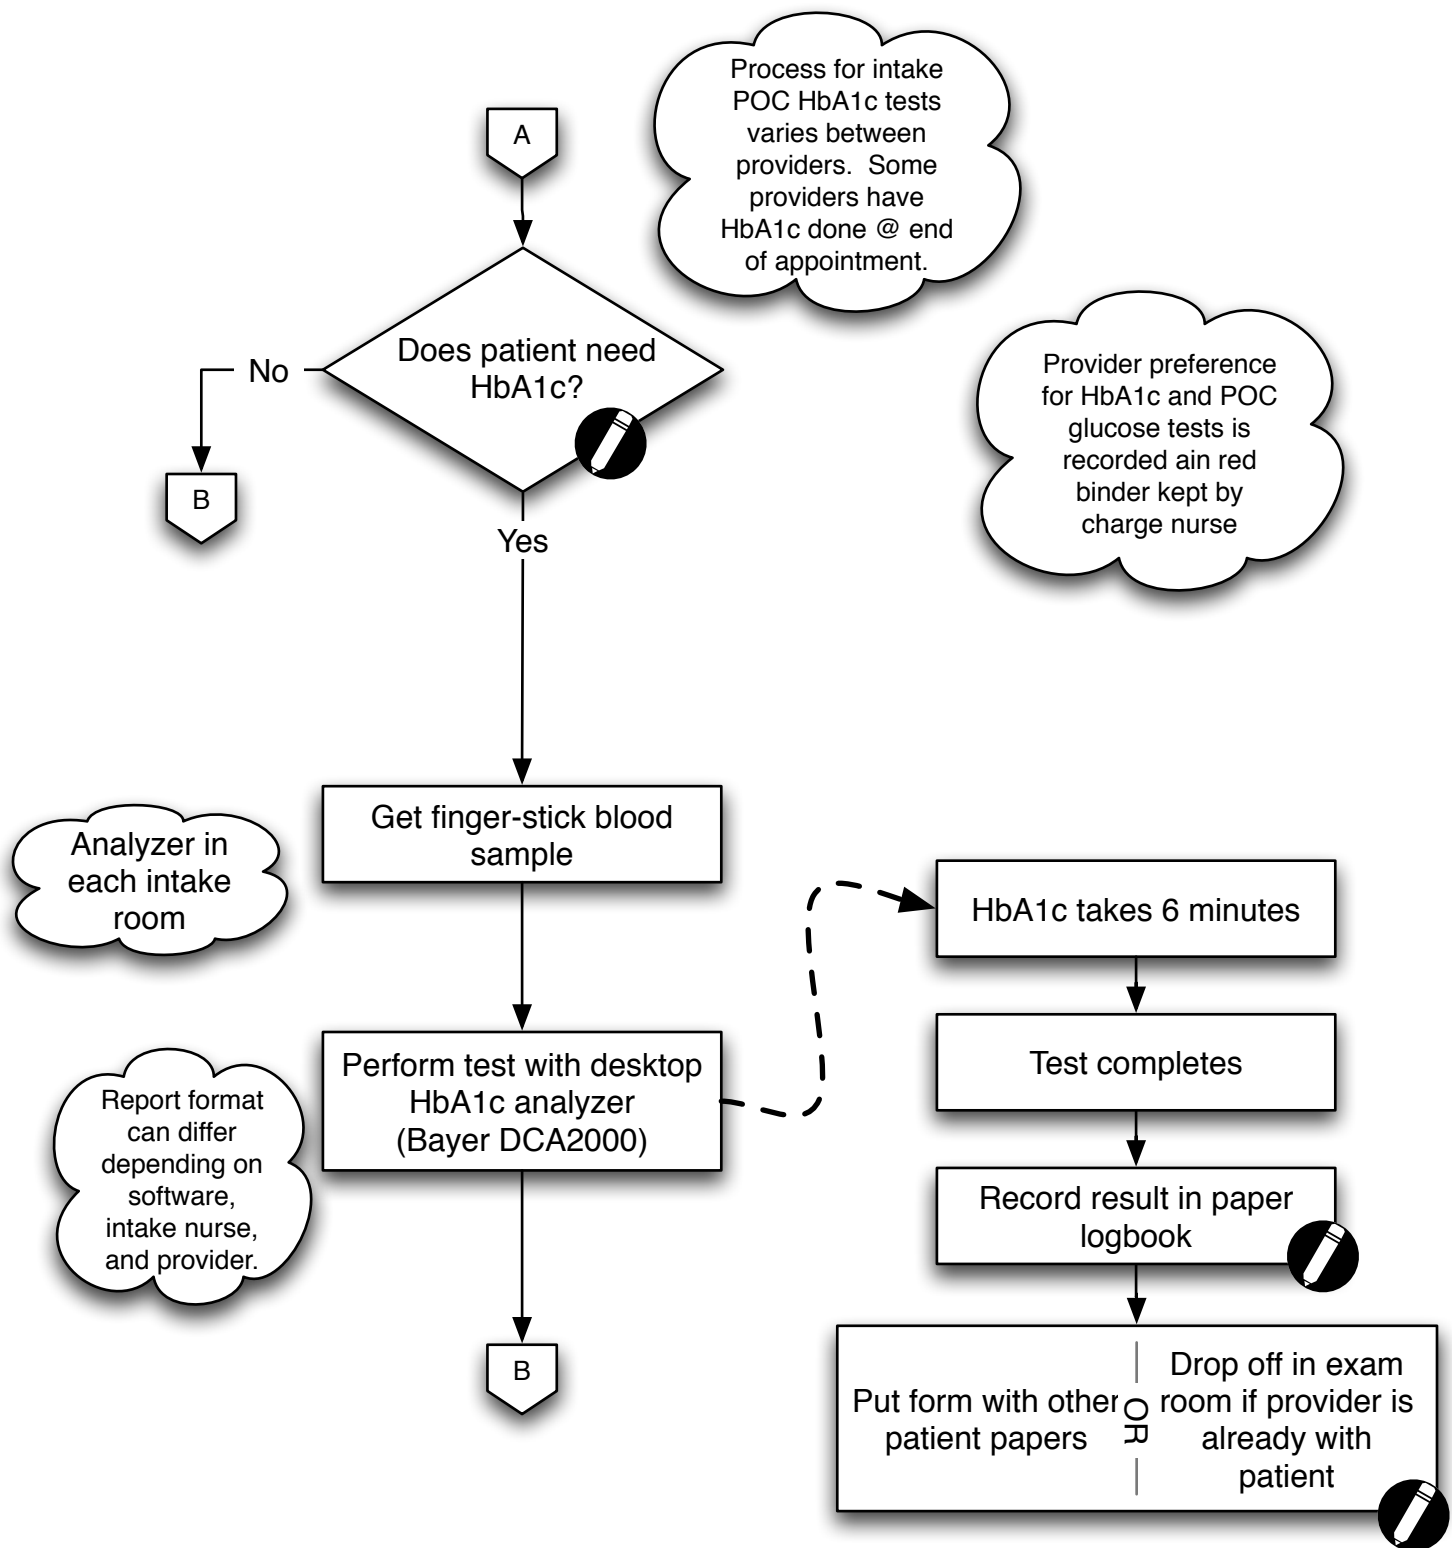 Process for intake
POC HbA1c tests
varies between
providers.  Some
providers have
HbA1c done @ end
of appointment.
A
Does patient need
HbA1c?
No
B
Yes
Provider preference
for HbA1c and POC
glucose tests is
recorded ain red
binder kept by
charge nurse
Get finger-stick blood
sample
Analyzer in
each intake
room
Perform test with desktop
HbA1c analyzer
(Bayer DCA2000)
Report format
can differ
depending on
software,
intake nurse,
and provider.
B
HbA1c takes 6 minutes
Test completes
Record result in paper
logbook
Put form with other
patient papers
OR
Drop off in exam
room if provider is
already with
patient